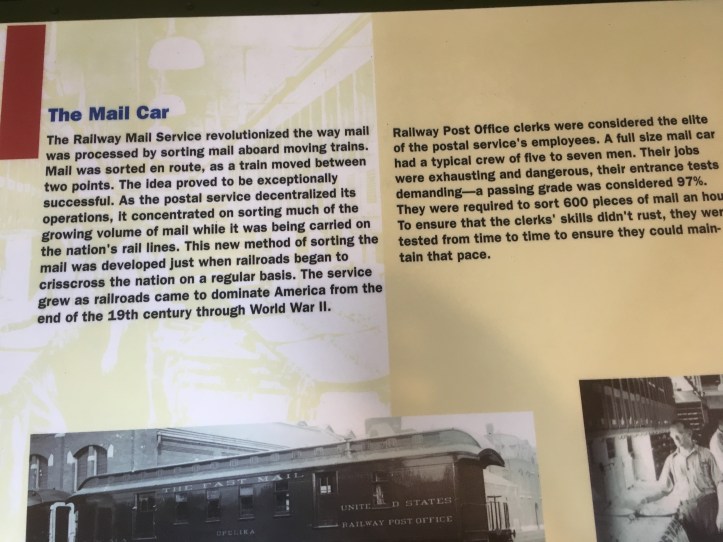 The Mail Car
The Railway Mail Service revolutionized the way mail
was processed by sorting mail aboard moving trains.
Mail was sorted en route, as a train moved between
two points. The idea proved to be exceptionally
successful. As the postal service decentralized its
operations, it concentrated on sorting much of the
growing volume of mail while it was being carried on
the nation's rail lines. This new method of sorting the
mail was developed just when railroads began to
crisscross the nation on a regular basis. The service
grew as railroads came to dominate America from the
end of the 19th century through World War II.
Railway Post Office clerks were considered the elite
of the postal service's employees. A full size mail car
had a typical crew of five to seven men. Their jobs
were exhausting and dangerous, their entrance tests
demanding—a passing grade was considered 97%.
They were required to sort 600 pieces of mail an hou
To ensure that the clerks' skills didn't rust, they wer
tested from time to time to ensure they could main-
tain that pace.
THE FAST MAIL
UNITED STATES
OPELIKA
RAILWAY POST OFFICE